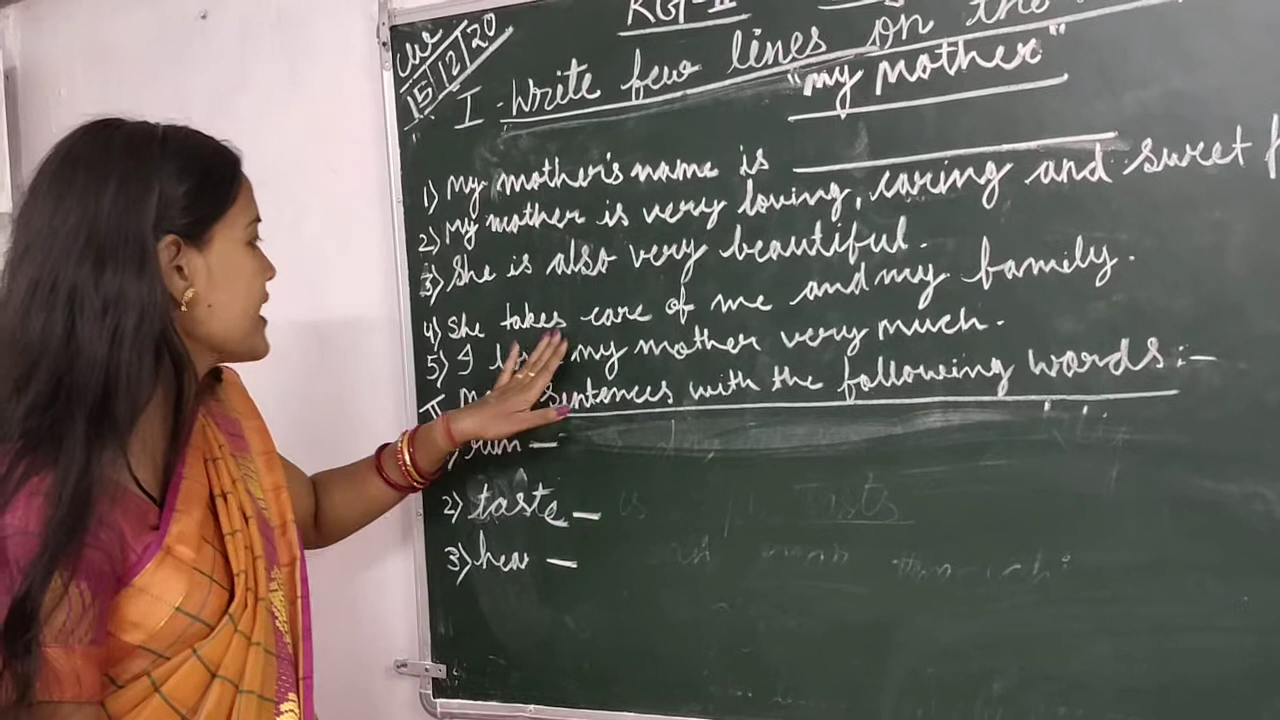 KG-II
CW
15/12/20
I. Write few lines on the
"my mother"
1) My mother's name is
2) My mother is very loving, caring and sweet
3) She is also very beautiful.
4) She takes care of me and my family.
5) I my mother very much.
II sentences with the following words:-
1) run -
2) taste -
3) hear -